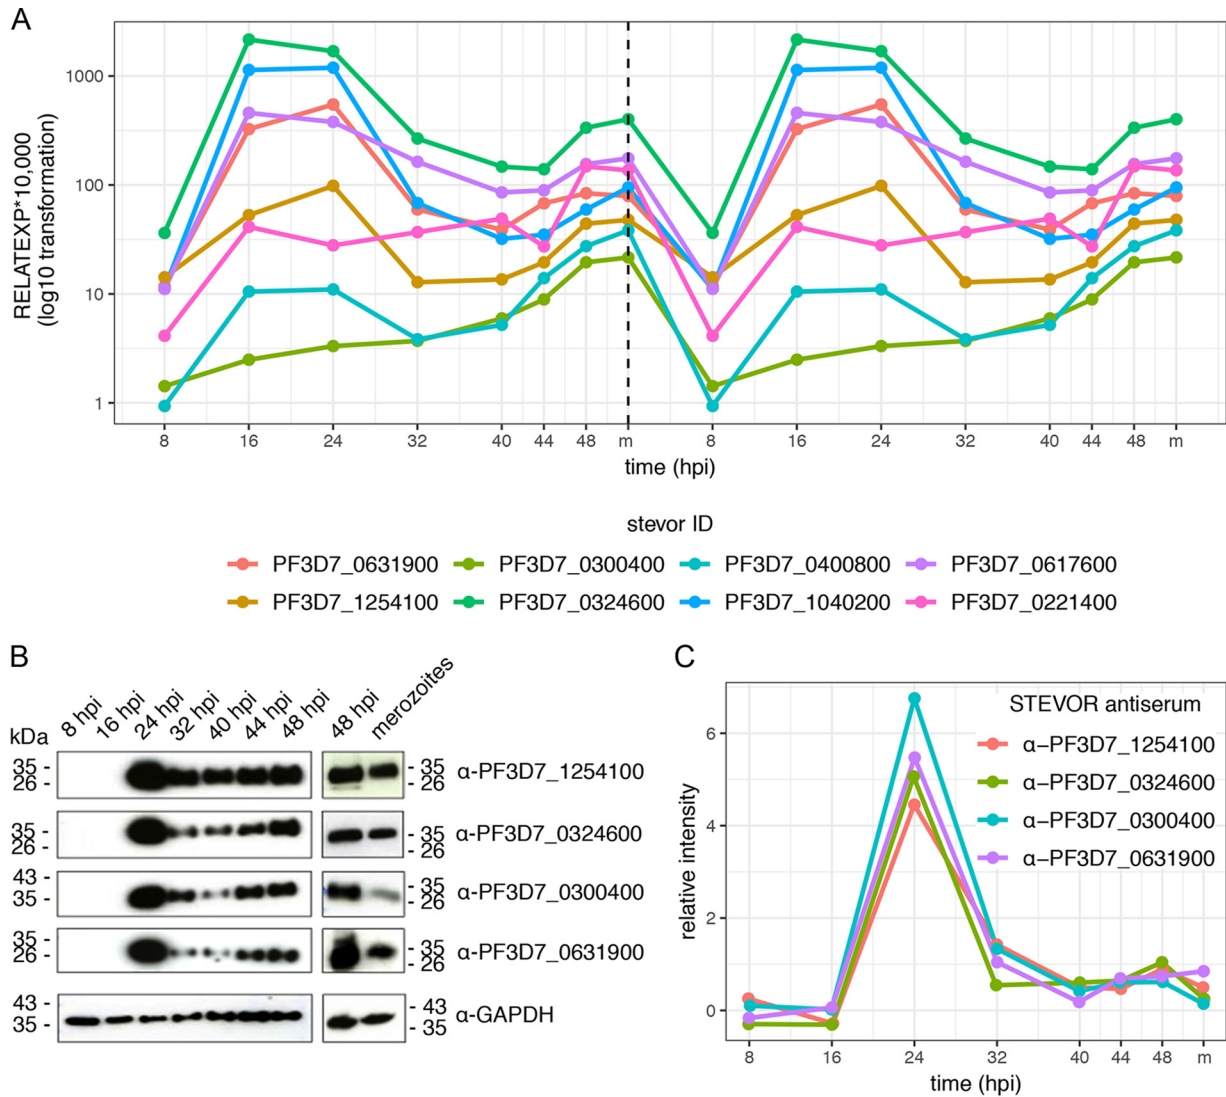 A
RELATEXP*10,000
(log10 transformation)
1000
100
10
1
8 16 24 32 40 44 48 m 8 16 24 32 40 44 48 m
time (hpi)
stevor ID
PF3D7_0631900 PF3D7_0300400 PF3D7_0400800 PF3D7_0617600
PF3D7_1254100 PF3D7_0324600 PF3D7_1040200 PF3D7_0221400
B
kDa
8 hpi 16 hpi 24 hpi 32 hpi 40 hpi 44 hpi 48 hpi 48 hpi merozoites
35 - - 35 α-PF3D7_1254100
26 - - 26
35 - - 35 α-PF3D7_0324600
26 - - 26
43 - - 35 α-PF3D7_0300400
35 - - 26
35 - - 35 α-PF3D7_0631900
26 - - 26
43 - - 43 α-GAPDH
35 - - 35
C
relative intensity
6
4
2
0
STEVOR antiserum
α−PF3D7_1254100
α−PF3D7_0324600
α−PF3D7_0300400
α−PF3D7_0631900
8 16 24 32 40 44 48 m
time (hpi)